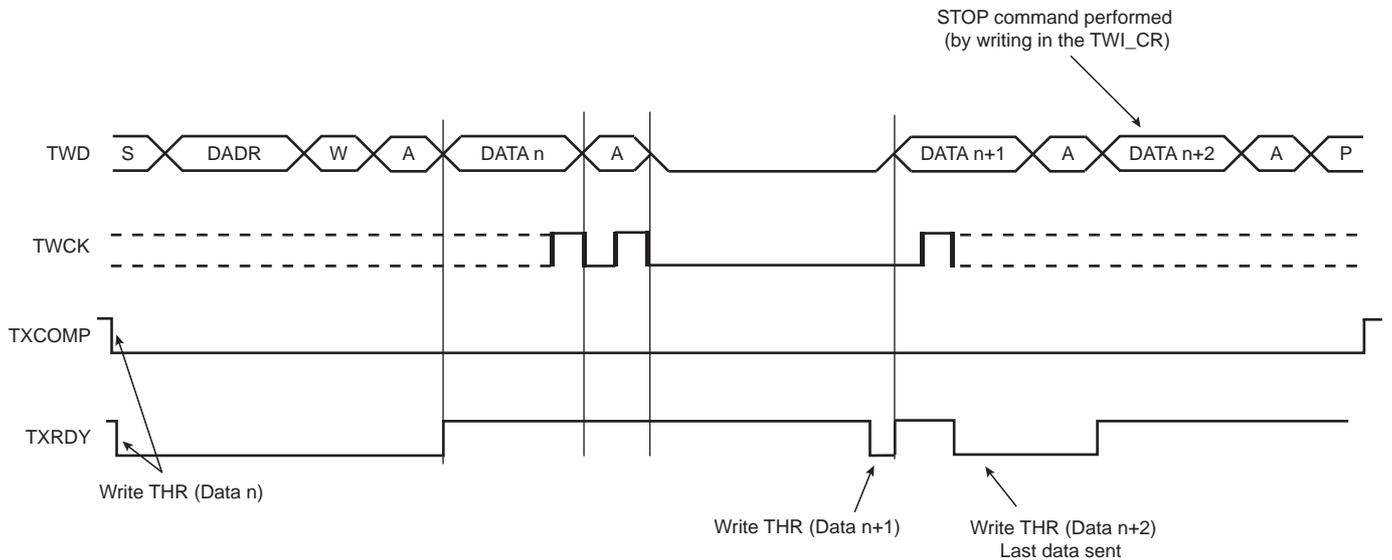 STOP command performed
(by writing in the TWI_CR)
TWD S DADR W A DATA n A DATA n+1 A DATA n+2 A P
TWCK
TXCOMP
TXRDY
Write THR (Data n)
Write THR (Data n+1)
Write THR (Data n+2)
Last data sent